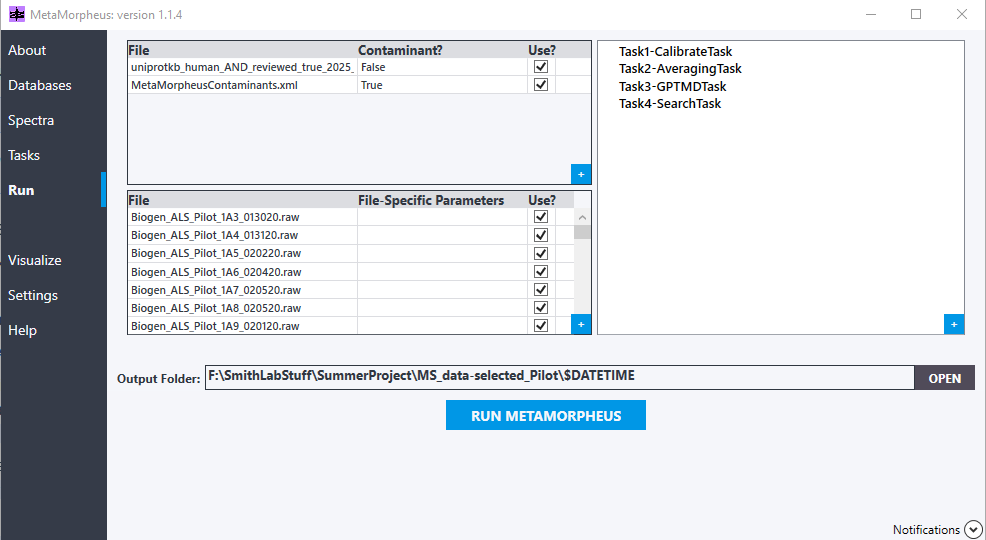 MetaMorpheus: version 1.1.4
About
Databases
Spectra
Tasks
Run
Visualize
Settings
Help
File Contaminant? Use?
uniprotkb_human_AND_reviewed_true_2025_ False
MetaMorpheusContaminants.xml True
+
File File-Specific Parameters Use?
Biogen_ALS_Pilot_1A3_013020.raw
Biogen_ALS_Pilot_1A4_013120.raw
Biogen_ALS_Pilot_1A5_020220.raw
Biogen_ALS_Pilot_1A6_020420.raw
Biogen_ALS_Pilot_1A7_020520.raw
Biogen_ALS_Pilot_1A8_020520.raw
Biogen_ALS_Pilot_1A9_020120.raw
+
Task1-CalibrateTask
Task2-AveragingTask
Task3-GPTMDTask
Task4-SearchTask
+
Output Folder: F:\SmithLabStuff\SummerProject\MS_data-selected_Pilot\$DATETIME OPEN
RUN METAMORPHEUS
Notifications